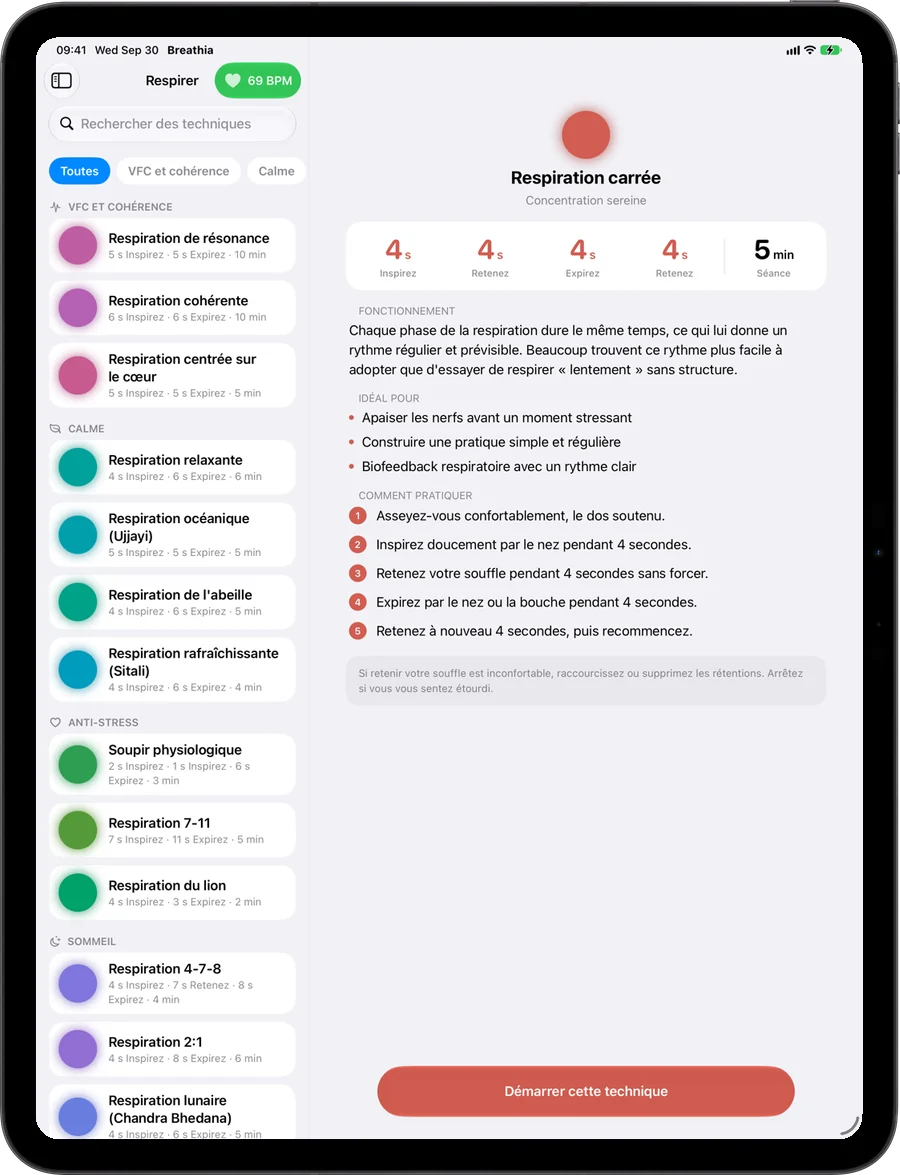 09:41 Wed Sep 30 Breathia
Respirer
69 BPM
Rechercher des techniques
Toutes
VFC et cohérence
Calme
VFC ET COHÉRENCE
Respiration de résonance
5 s Inspirez · 5 s Expirez · 10 min
Respiration cohérente
6 s Inspirez · 6 s Expirez · 10 min
Respiration centrée sur
le cœur
5 s Inspirez · 5 s Expirez · 5 min
CALME
Respiration relaxante
4 s Inspirez · 6 s Expirez · 6 min
Respiration océanique
(Ujjayi)
5 s Inspirez · 5 s Expirez · 5 min
Respiration de l'abeille
4 s Inspirez · 6 s Expirez · 5 min
Respiration rafraîchissante
(Sitali)
4 s Inspirez · 6 s Expirez · 4 min
ANTI-STRESS
Soupir physiologique
2 s Inspirez · 1 s Inspirez · 6 s
Expirez · 3 min
Respiration 7-11
7 s Inspirez · 11 s Expirez · 5 min
Respiration du lion
4 s Inspirez · 3 s Expirez · 2 min
SOMMEIL
Respiration 4-7-8
4 s Inspirez · 7 s Retenez · 8 s
Expirez · 4 min
Respiration 2:1
4 s Inspirez · 8 s Expirez · 6 min
Respiration lunaire
(Chandra Bhedana)
4 s Inspirez · 6 s Expirez · 5 min
Respiration carrée
Concentration sereine
4 s
Inspirez
4 s
Retenez
4 s
Expirez
4 s
Retenez
5 min
Séance
FONCTIONNEMENT
Chaque phase de la respiration dure le même temps, ce qui lui donne un
rythme régulier et prévisible. Beaucoup trouvent ce rythme plus facile à
adopter que d'essayer de respirer « lentement » sans structure.
IDÉAL POUR
• Apaiser les nerfs avant un moment stressant
• Construire une pratique simple et régulière
• Biofeedback respiratoire avec un rythme clair
COMMENT PRATIQUER
1 Asseyez-vous confortablement, le dos soutenu.
2 Inspirez doucement par le nez pendant 4 secondes.
3 Retenez votre souffle pendant 4 secondes sans forcer.
4 Expirez par le nez ou la bouche pendant 4 secondes.
5 Retenez à nouveau 4 secondes, puis recommencez.
Si retenir votre souffle est inconfortable, raccourcissez ou supprimez les rétentions. Arrêtez
si vous vous sentez étourdi.
Démarrer cette technique